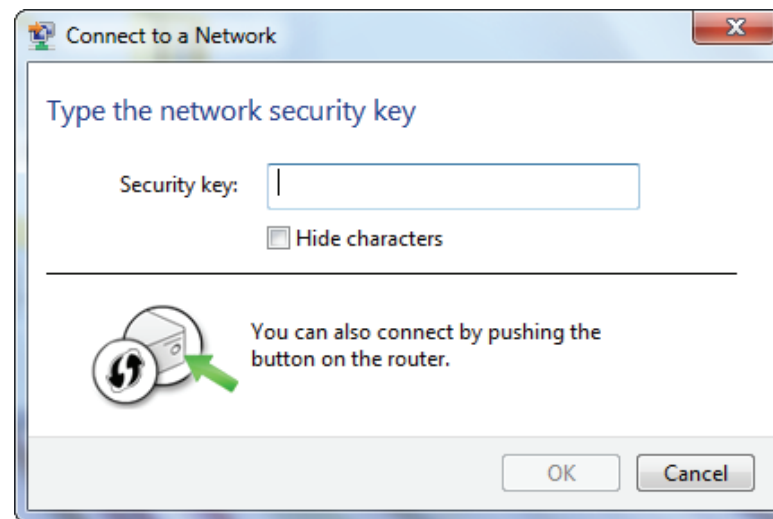 Connect to a Network
Type the network security key
Security key:
Hide characters
You can also connect by pushing the
button on the router.
OK
Cancel